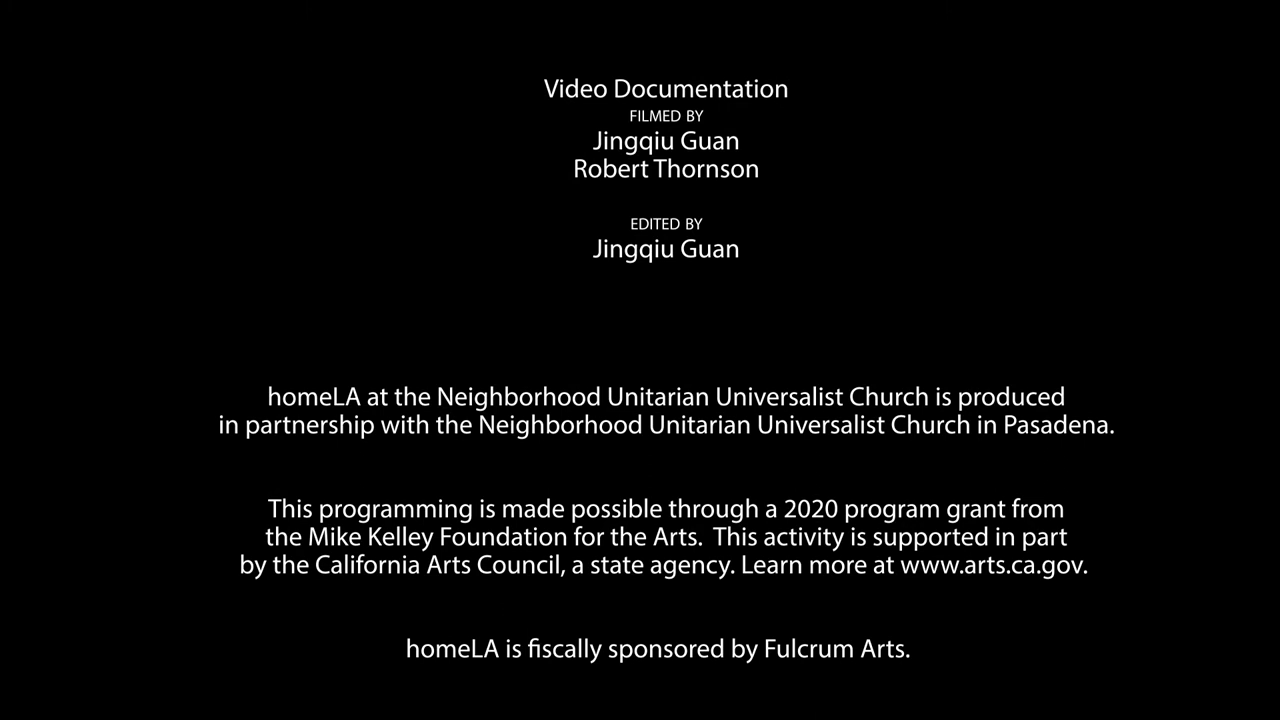 Video Documentation
FILMED BY
Jingqiu Guan
Robert Thornson
EDITED BY
Jingqiu Guan
homeLA at the Neighborhood Unitarian Universalist Church is produced
in partnership with the Neighborhood Unitarian Universalist Church in Pasadena.
This programming is made possible through a 2020 program grant from
the Mike Kelley Foundation for the Arts.  This activity is supported in part
by the California Arts Council, a state agency. Learn more at www.arts.ca.gov.
homeLA is fiscally sponsored by Fulcrum Arts.